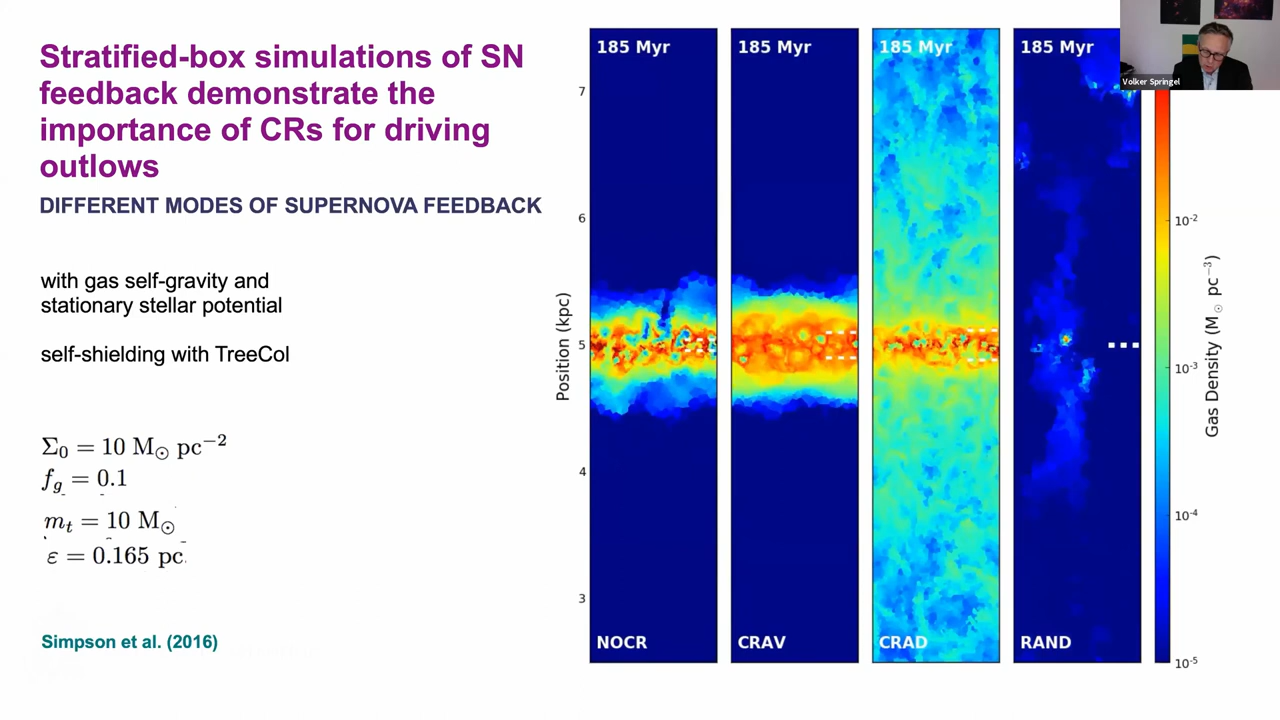 Stratified-box simulations of SN
feedback demonstrate the
importance of CRs for driving
outlows
DIFFERENT MODES OF SUPERNOVA FEEDBACK
with gas self-gravity and
stationary stellar potential
self-shielding with TreeCol
Σ₀ = 10 M⊙ pc⁻²
f_g = 0.1
m_t = 10 M⊙
ε = 0.165 pc
Simpson et al. (2016)
Position (kpc)
7
6
5
4
3
185 Myr
NOCR
185 Myr
CRAV
185 Myr
CRAD
185 Myr
RAND
Volker Springel
10⁻²
10⁻³
10⁻⁴
10⁻⁵
Gas Density (M⊙ pc⁻³)